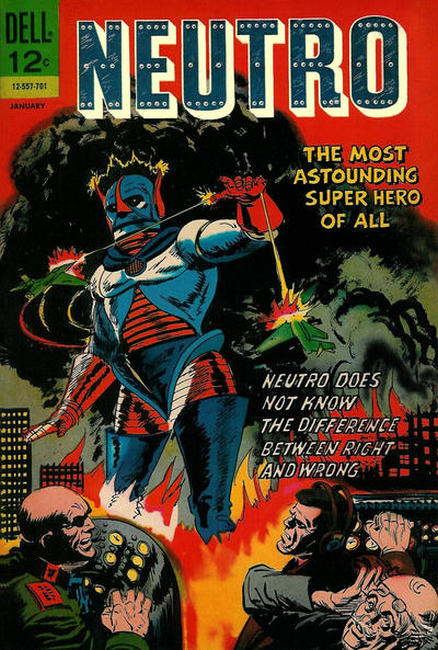 DELL
12¢
12-557-701
JANUARY
NEUTRO
THE MOST
ASTOUNDING
SUPER HERO
OF ALL
NEUTRO DOES
NOT KNOW
THE DIFFERENCE
BETWEEN RIGHT
AND WRONG